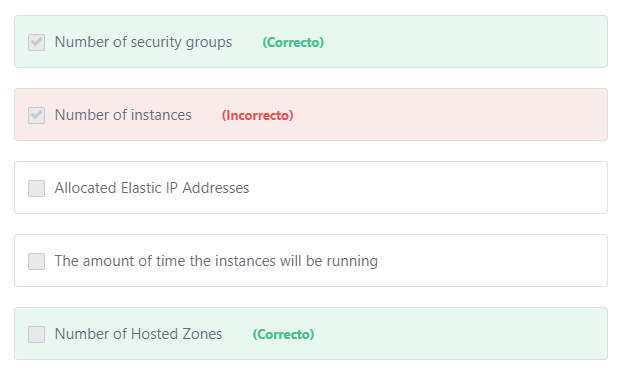 Number of security groups (Correcto)
Number of instances (Incorrecto)
Allocated Elastic IP Addresses
The amount of time the instances will be running
Number of Hosted Zones (Correcto)